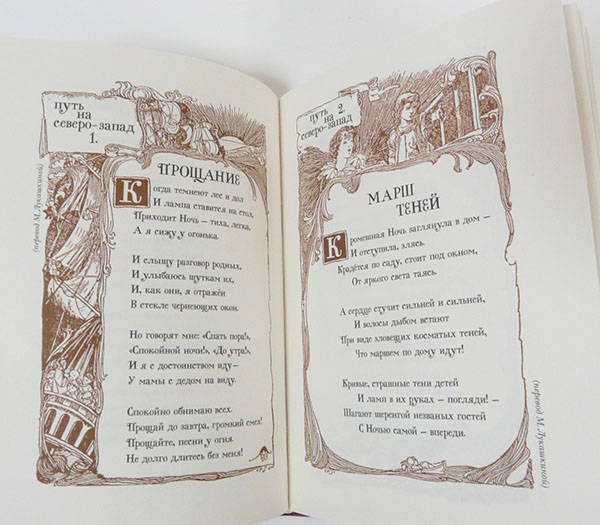 путь
на
северо-запад
1.
(перевод М. Лукашкиной)
ПРОЩАНИЕ
Когда темнеют лес и дол
И лампа ставится на стол,
Приходит Ночь – тиха, легка,
А я сижу у огонька.
И слышу разговор родных,
И улыбаюсь шуткам их,
И, как они, я отражён
В стекле чернеющих окон.
Но говорят мне: «Спать пора!»,
«Спокойной ночи!», «До утра!»,
И я с достоинством иду –
У мамы с дедом на виду.
Спокойно обнимаю всех.
Прощай до завтра, громкий смех!
Прощайте, песни у огня.
Не долго длитесь без меня!
путь
2.
на
северо-запад
МАРШ
ТЕНЕЙ
Кромешная Ночь заглянула в дом –
И отступила, злясь.
Крадётся по саду, стоит под окном,
От яркого света таясь.
А сердце стучит сильней и сильней,
И волосы дыбом встают
При виде зловещих косматых теней,
Что маршем по дому идут!
Кривые, страшные тени детей
И ламп в их руках – погляди! –
Шагают шеренгой незваных гостей
С Ночью самой – впереди.
(перевод М. Лукашкиной)